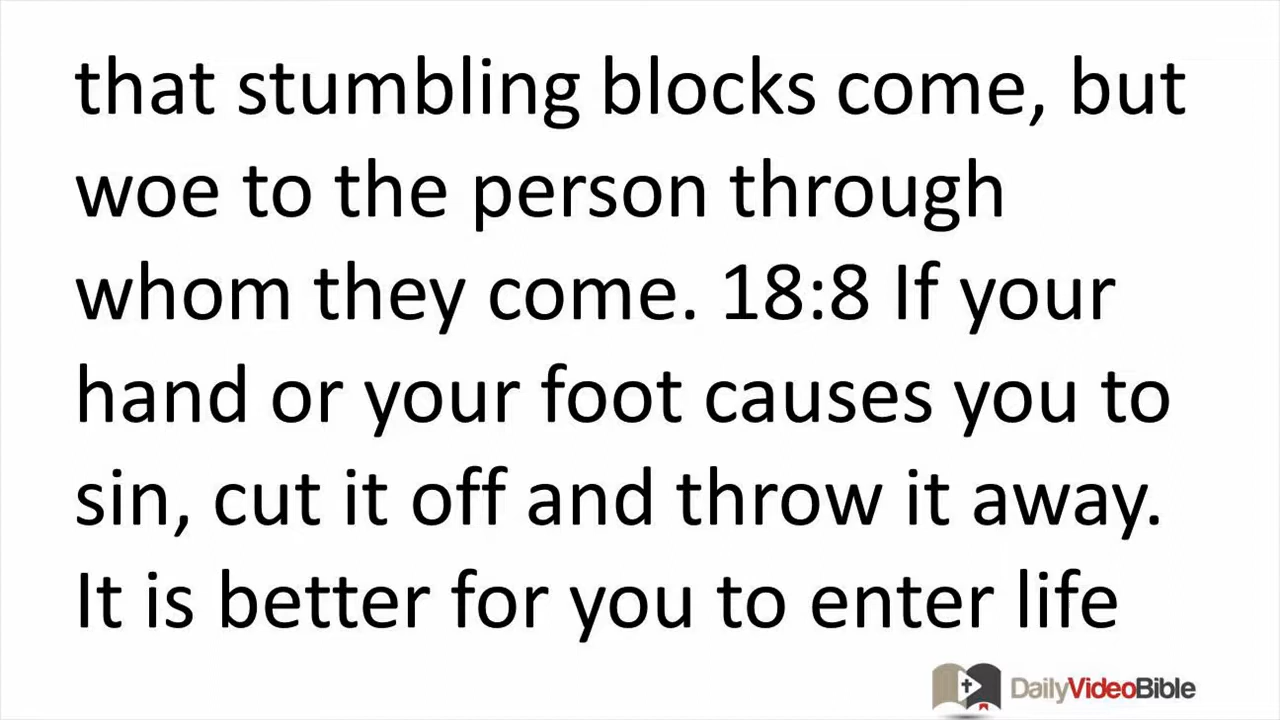 that stumbling blocks come, but
woe to the person through
whom they come. 18:8 If your
hand or your foot causes you to
sin, cut it off and throw it away.
It is better for you to enter life
DailyVideoBible